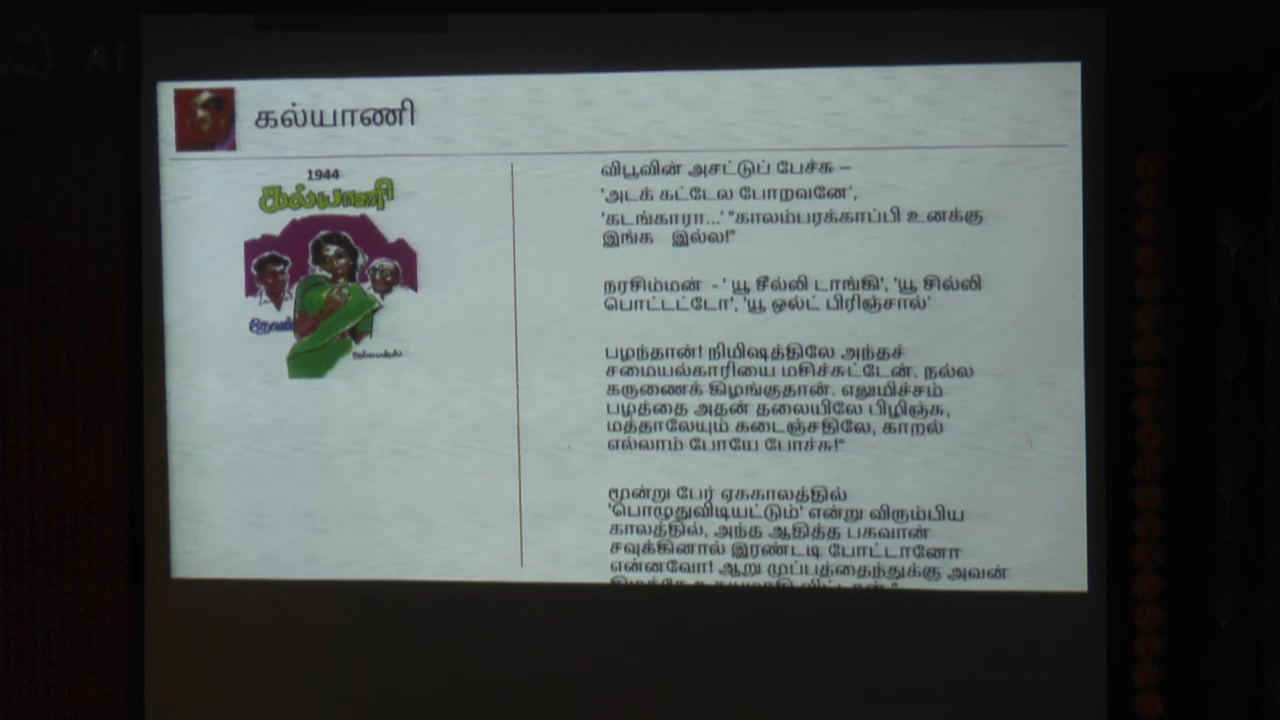 கல்யாணி
1944
கல்யாணி
தேவன்
விபூவின் அசட்டுப் பேச்சு –
'அடக் கட்டேல போறவனே',
'கடங்காரா...' "காலம்பரக்காப்பி உனக்கு
இங்க இல்ல!"
நரசிம்மன் - ' யூ சீல்லி டாங்கி', 'யூ சில்லி
பொட்டட்டோ', 'யூ ஒல்ட் பிரிஞ்சால்'
பழந்தான்! நிமிஷத்திலே அந்தச்
சமையல்காரியை மசிச்சுட்டேன். நல்ல
கருணைக் கிழங்குதான். எலுமிச்சம்
பழத்தை அதன் தலையிலே பிழிஞ்சு,
மத்தாலேயும் கடைஞ்சதிலே, காறல்
எல்லாம் போயே போச்சு!"
மூன்று பேர் ஏககாலத்தில்
'பொழுதுவிடியட்டும்' என்று விரும்பிய
காலத்தில், அந்த ஆதித்த பகவான்
சவுக்கினால் இரண்டடி போட்டானோ
என்னவோ! ஆறு முப்பத்தைந்துக்கு அவன்